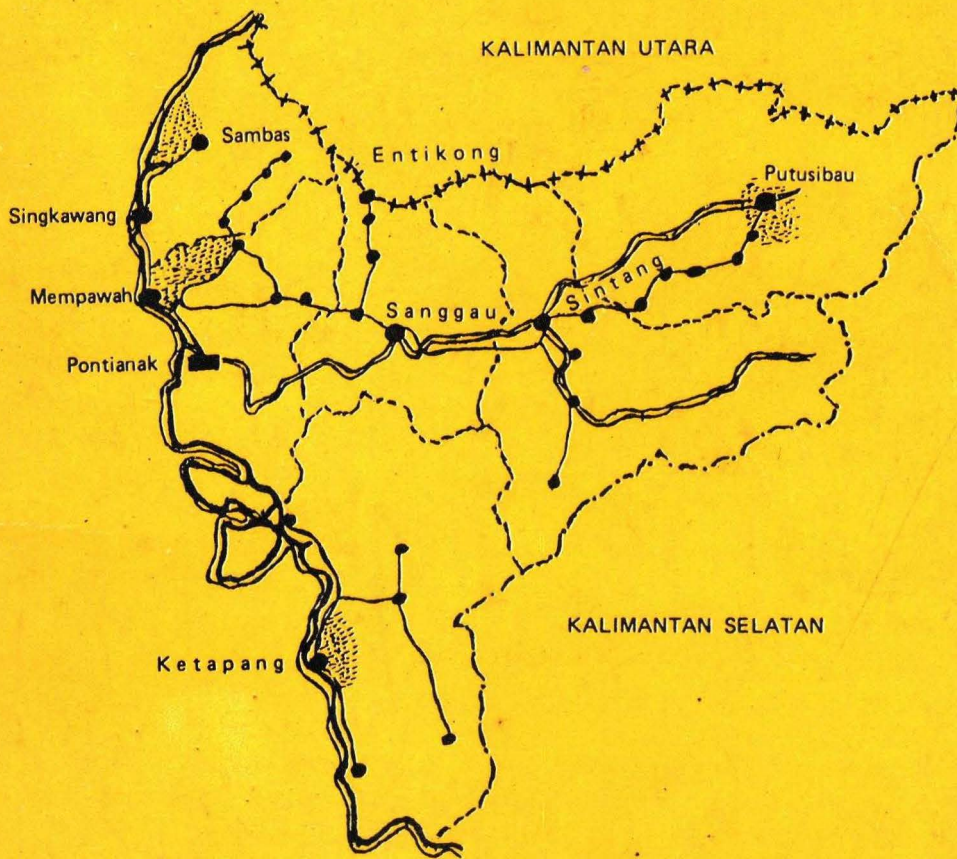 KALIMANTAN UTARA
Sambas
Entikong
Putusibau
Singkawang
Sintang
Mempawah
Sanggau
Pontianak
KALIMANTAN SELATAN
Ketapang